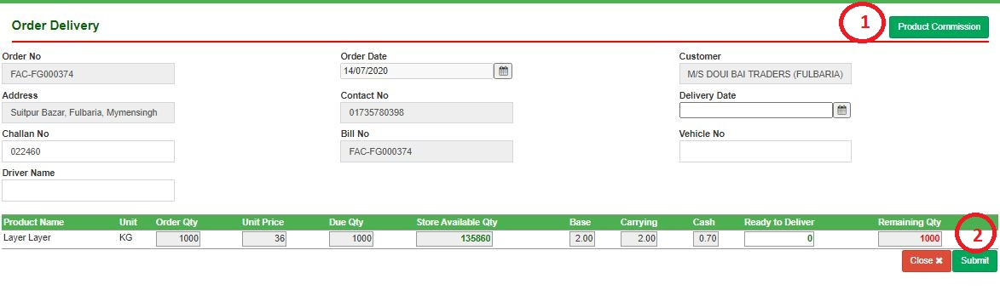 Order Delivery
1
Product Commission
Order No
Order Date
Customer
FAC-FG000374
14/07/2020
M/S DOUI BAI TRADERS (FULBARIA)
Address
Contact No
Delivery Date
Suitpur Bazar, Fulbaria, Mymensingh
01735780398
Challan No
Bill No
Vehicle No
022460
FAC-FG000374
Driver Name
Product Name Unit Order Qty Unit Price Due Qty Store Available Qty Base Carrying Cash Ready to Deliver Remaining Qty
Layer Layer KG 1000 36 1000 135860 2.00 2.00 0.70 0 1000
2
Close ✖ Submit